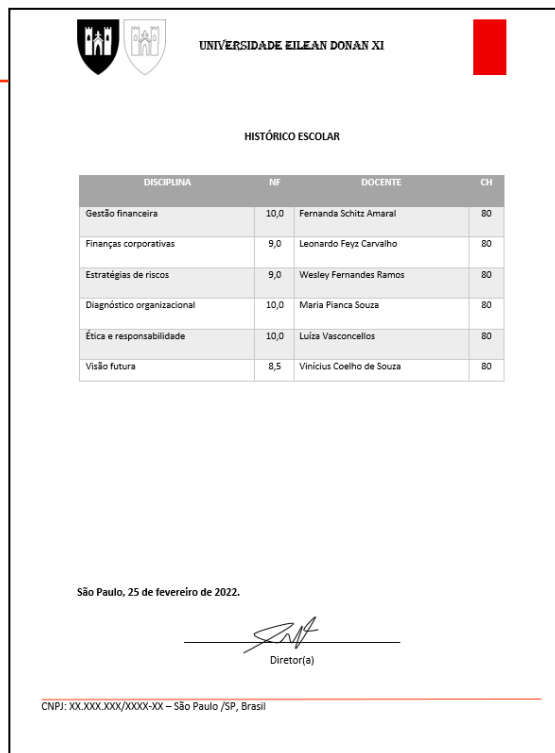 UNIVERSIDADE EILEAN DONAN XI
HISTÓRICO ESCOLAR
DISCIPLINA NF DOCENTE CH
Gestão financeira 10,0 Fernanda Schitz Amaral 80
Finanças corporativas 9,0 Leonardo Feyz Carvalho 80
Estratégias de riscos 9,0 Wesley Fernandes Ramos 80
Diagnóstico organizacional 10,0 Maria Pianca Souza 80
Ética e responsabilidade 10,0 Luíza Vasconcellos 80
Visão futura 8,5 Vinícius Coelho de Souza 80
São Paulo, 25 de fevereiro de 2022.
Diretor(a)
CNPJ: XX.XXX.XXX/XXXX-XX – São Paulo /SP, Brasil